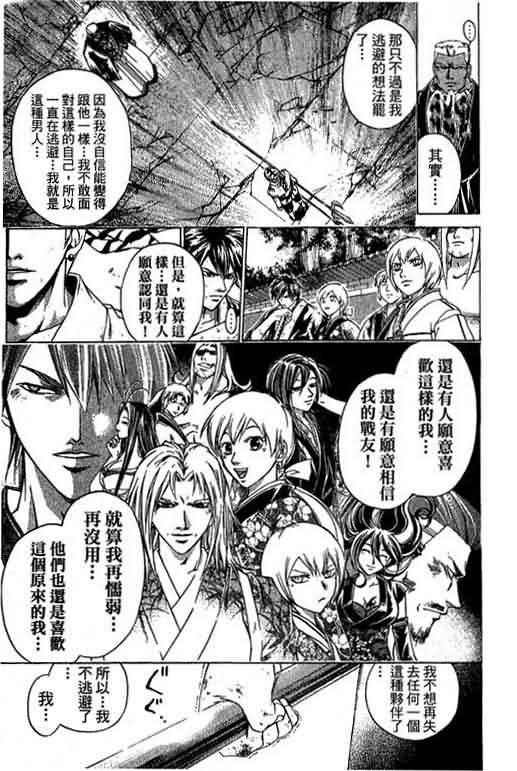 ……
那只不過是我
逃避的想法罷
了…
其實……
因為我沒自信能變得
跟他一樣…我不敢面
對這樣的自己，所以
一直在逃避…我就是
這種男人…
……
但是，就算這
樣…還是有人
願意認同我！
還是有人願意喜
歡這樣的我…
還是有願意相信
我的戰友！
就算我再懦弱…
再沒用…
他們也還是喜歡
這個原來的我…
我不想再失
去任何一個
這種夥伴了
…
所以…我
不逃避了
…
我…